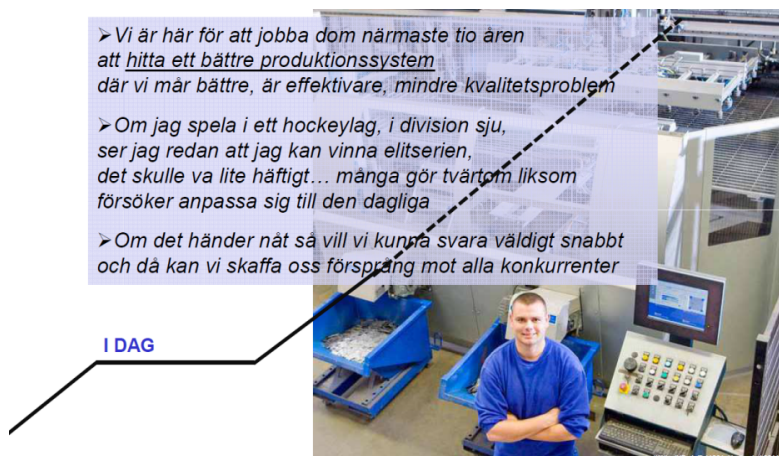 ➢Vi är här för att jobba dom närmaste tio åren
att hitta ett bättre produktionssystem
där vi mår bättre, är effektivare, mindre kvalitetsproblem
➢Om jag spela i ett hockeylag, i division sju,
ser jag redan att jag kan vinna elitserien,
det skulle va lite häftigt… många gör tvärtom liksom
försöker anpassa sig till den dagliga
➢Om det händer nåt så vill vi kunna svara väldigt snabbt
och då kan vi skaffa oss försprång mot alla konkurrenter
I DAG